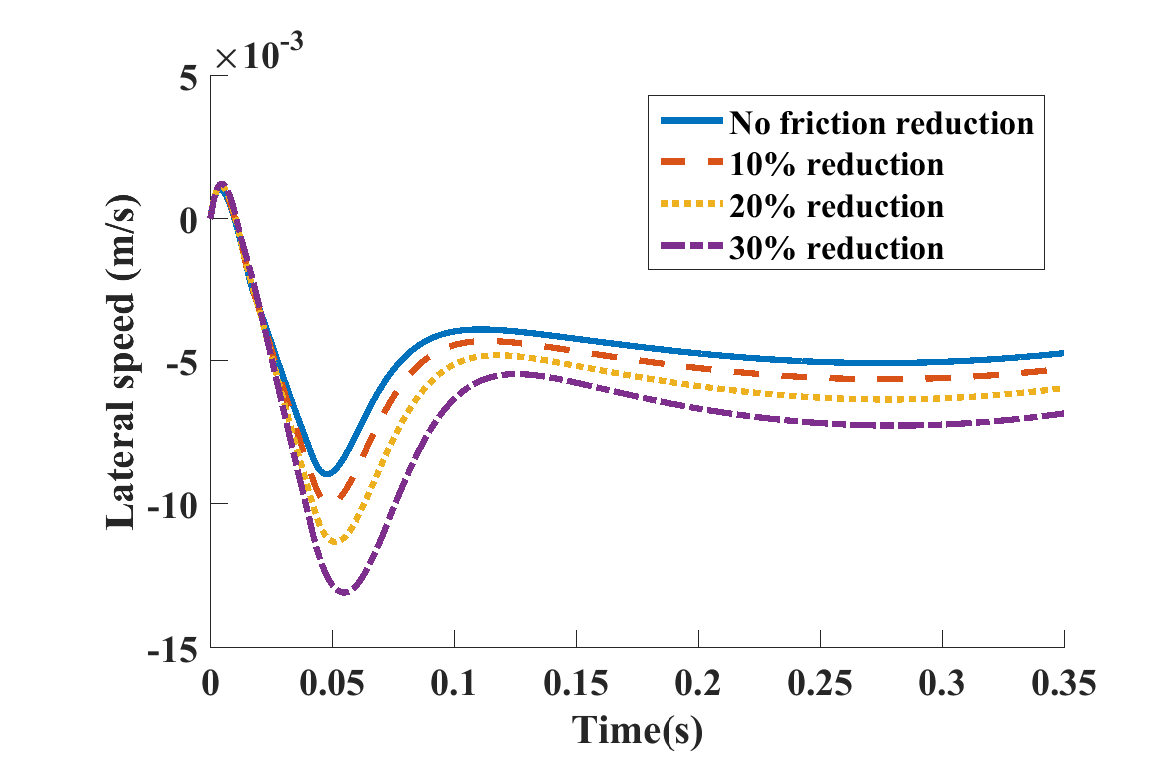 ×10-3
5
0
-5
-10
-15
Lateral speed (m/s)
No friction reduction
10% reduction
20% reduction
30% reduction
0 0.05 0.1 0.15 0.2 0.25 0.3 0.35
Time(s)